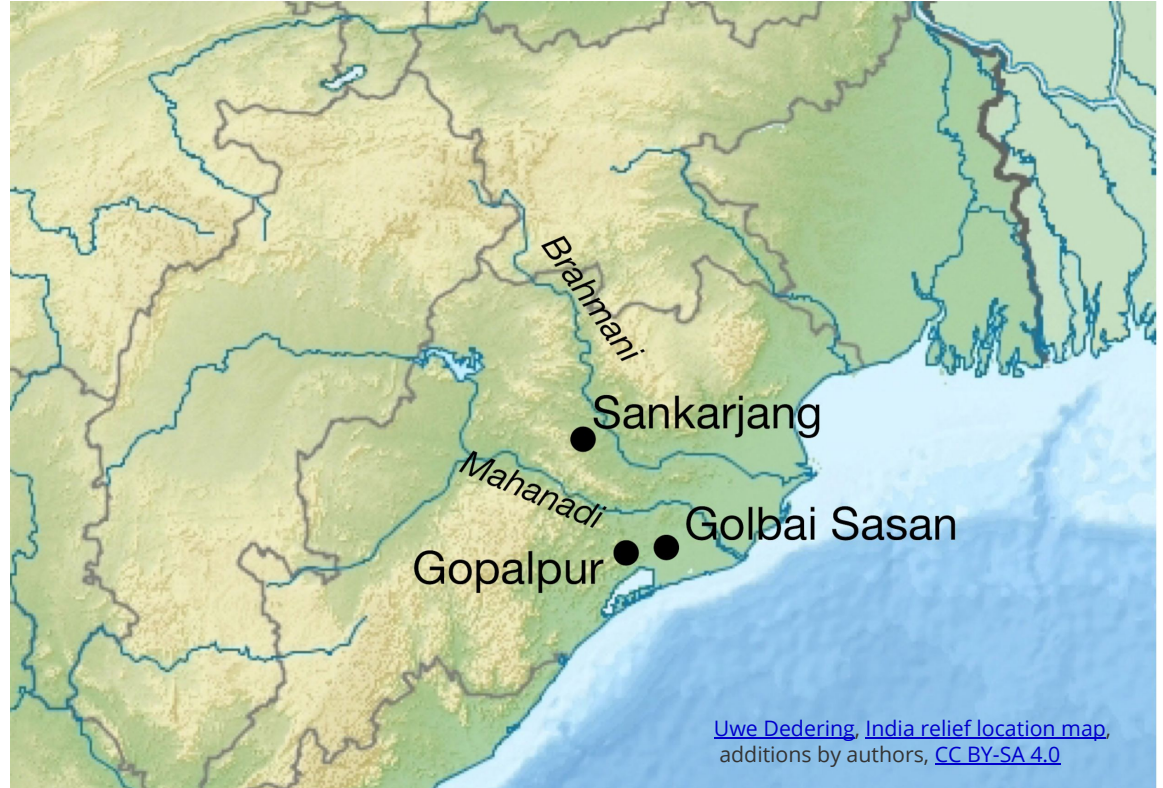 Brahmani
Sankarjang
Mahanadi
Golbai Sasan
Gopalpur
Uwe Dedering, India relief location map,
additions by authors, CC BY-SA 4.0